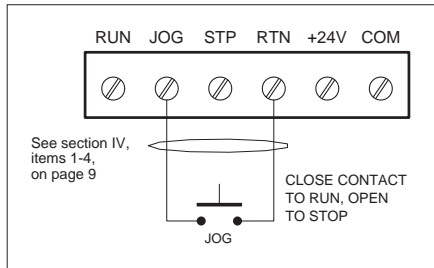 RUN JOG STP RTN +24V COM
See section IV,
items 1-4,
on page 9
CLOSE CONTACT
TO RUN, OPEN
TO STOP
JOG